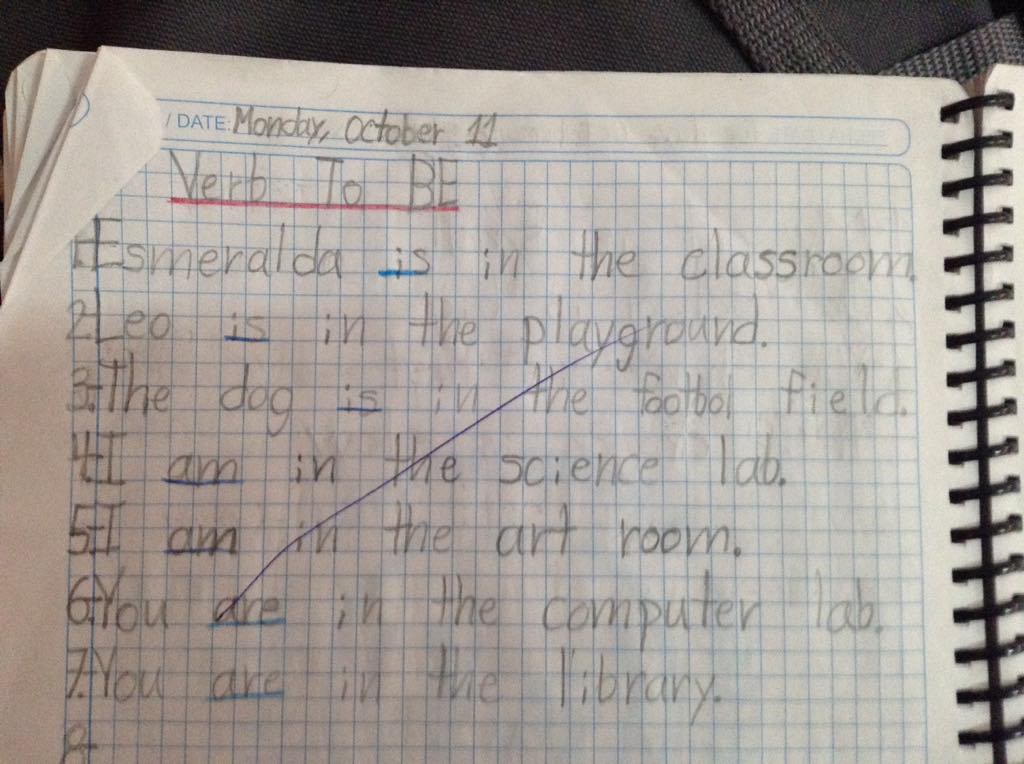 / DATE: Monday, October 11
Verb To BE
1.Esmeralda is in the classroom.
2.Leo is in the playground.
3.The dog is in the footbol field.
4.I am in the science lab.
5.I am in the art room.
6.You are in the computer lab.
7.You are in the library.
8